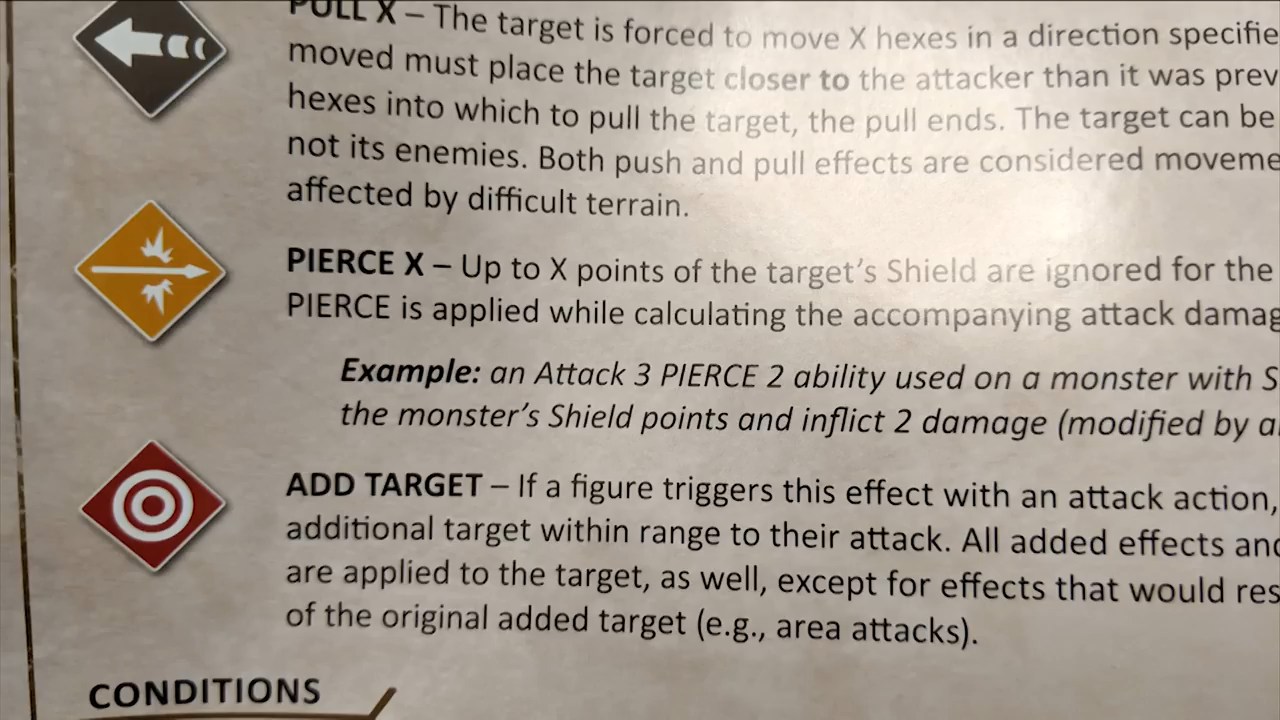 PULL X – The target is forced to move X hexes in a direction specifie
moved must place the target closer to the attacker than it was prev
hexes into which to pull the target, the pull ends. The target can be
not its enemies. Both push and pull effects are considered moveme
affected by difficult terrain.
PIERCE X – Up to X points of the target's Shield are ignored for the
PIERCE is applied while calculating the accompanying attack damag
Example: an Attack 3 PIERCE 2 ability used on a monster with S
the monster's Shield points and inflict 2 damage (modified by a
ADD TARGET – If a figure triggers this effect with an attack action,
additional target within range to their attack. All added effects and
are applied to the target, as well, except for effects that would res
of the original added target (e.g., area attacks).
CONDITIONS